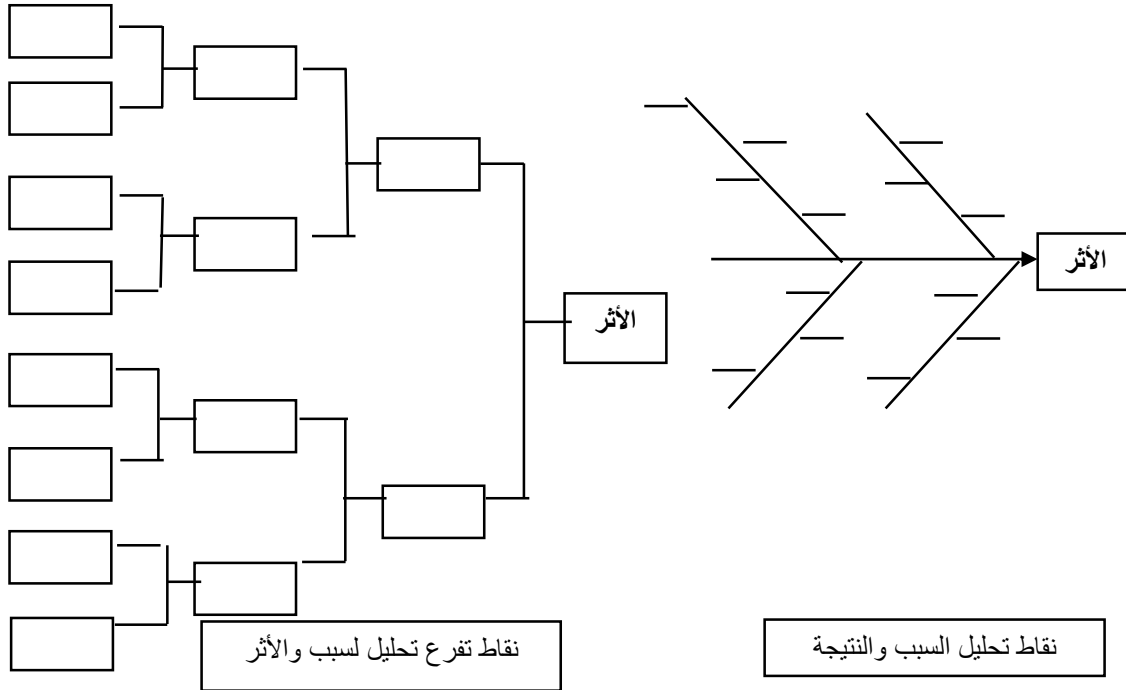 الأثر
الأثر
نقاط تفرع تحليل لسبب والأثر
نقاط تحليل السبب والنتيجة